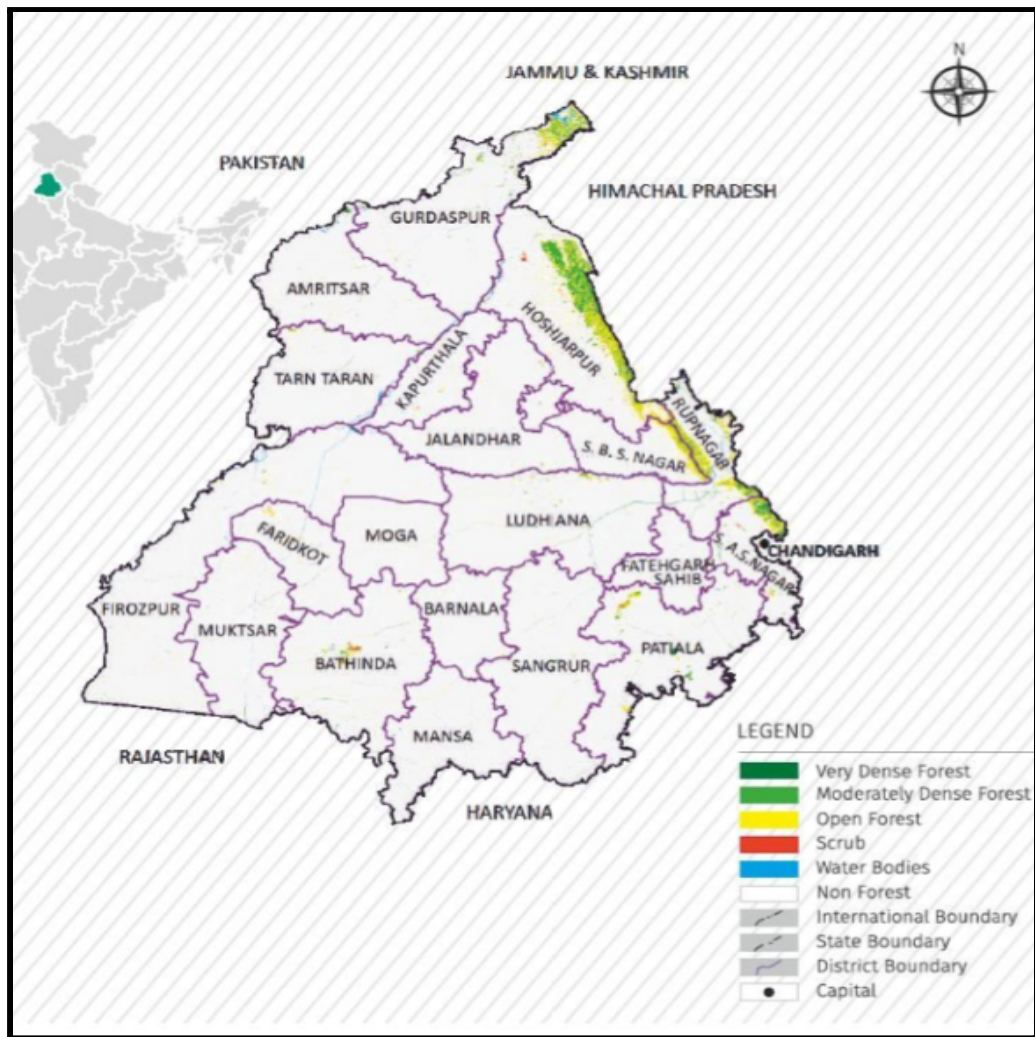 N
JAMMU & KASHMIR
PAKISTAN
HIMACHAL PRADESH
GURDASPUR
AMRITSAR
HOSHIARPUR
KAPURTHALA
TARN TARAN
RUPNAGAR
JALANDHAR
S. B. S. NAGAR
LUDHIANA
MOGA
FARIDKOT
CHANDIGARH
S. A.S.NAGAR
FATEHGARH
SAHIB
FIROZPUR
BARNALA
MUKTSAR
PATIALA
BATHINDA
SANGRUR
MANSA
RAJASTHAN
HARYANA
LEGEND
Very Dense Forest
Moderately Dense Forest
Open Forest
Scrub
Water Bodies
Non Forest
International Boundary
State Boundary
District Boundary
Capital